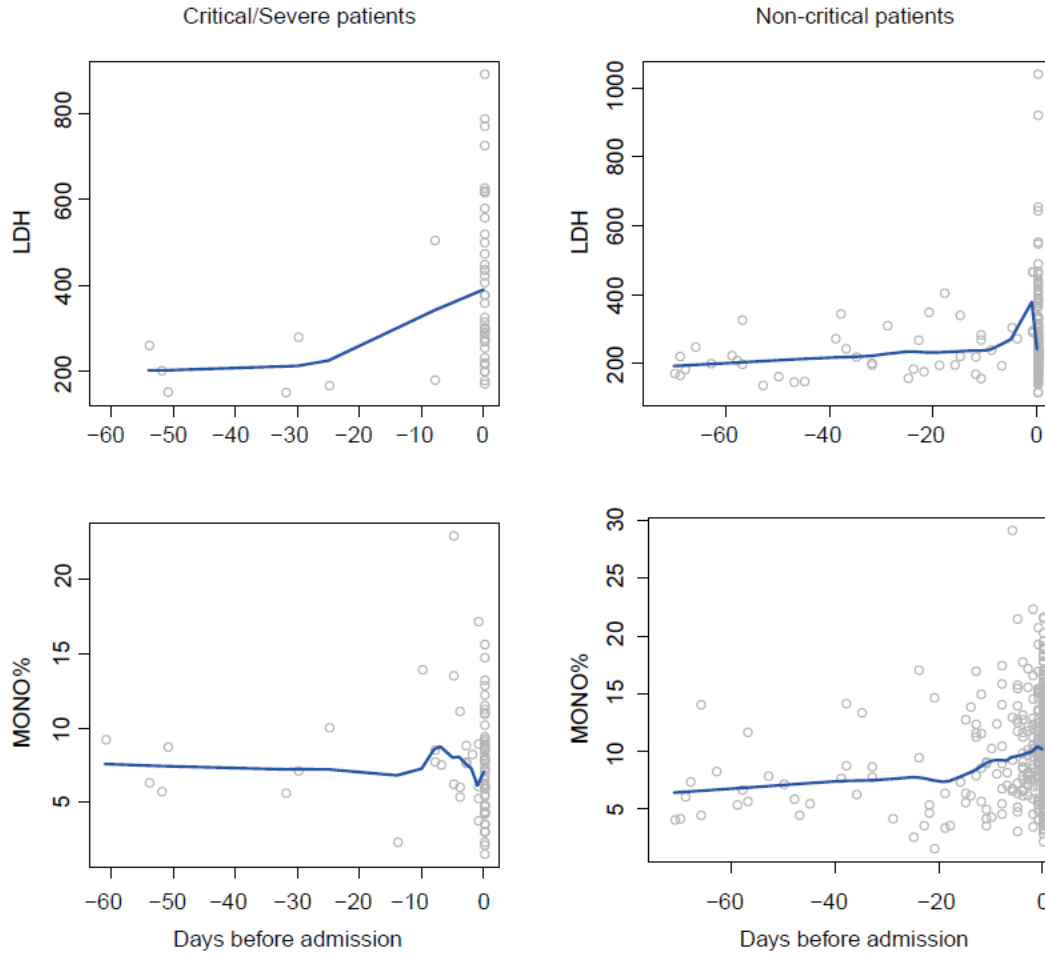 Critical/Severe patients
Non-critical patients
LDH
800
600
400
200
−60 −50 −40 −30 −20 −10 0
LDH
1000
800
600
400
200
−60 −40 −20 0
MONO%
20
15
10
5
−60 −50 −40 −30 −20 −10 0
Days before admission
MONO%
30
25
20
15
10
5
−60 −40 −20 0
Days before admission